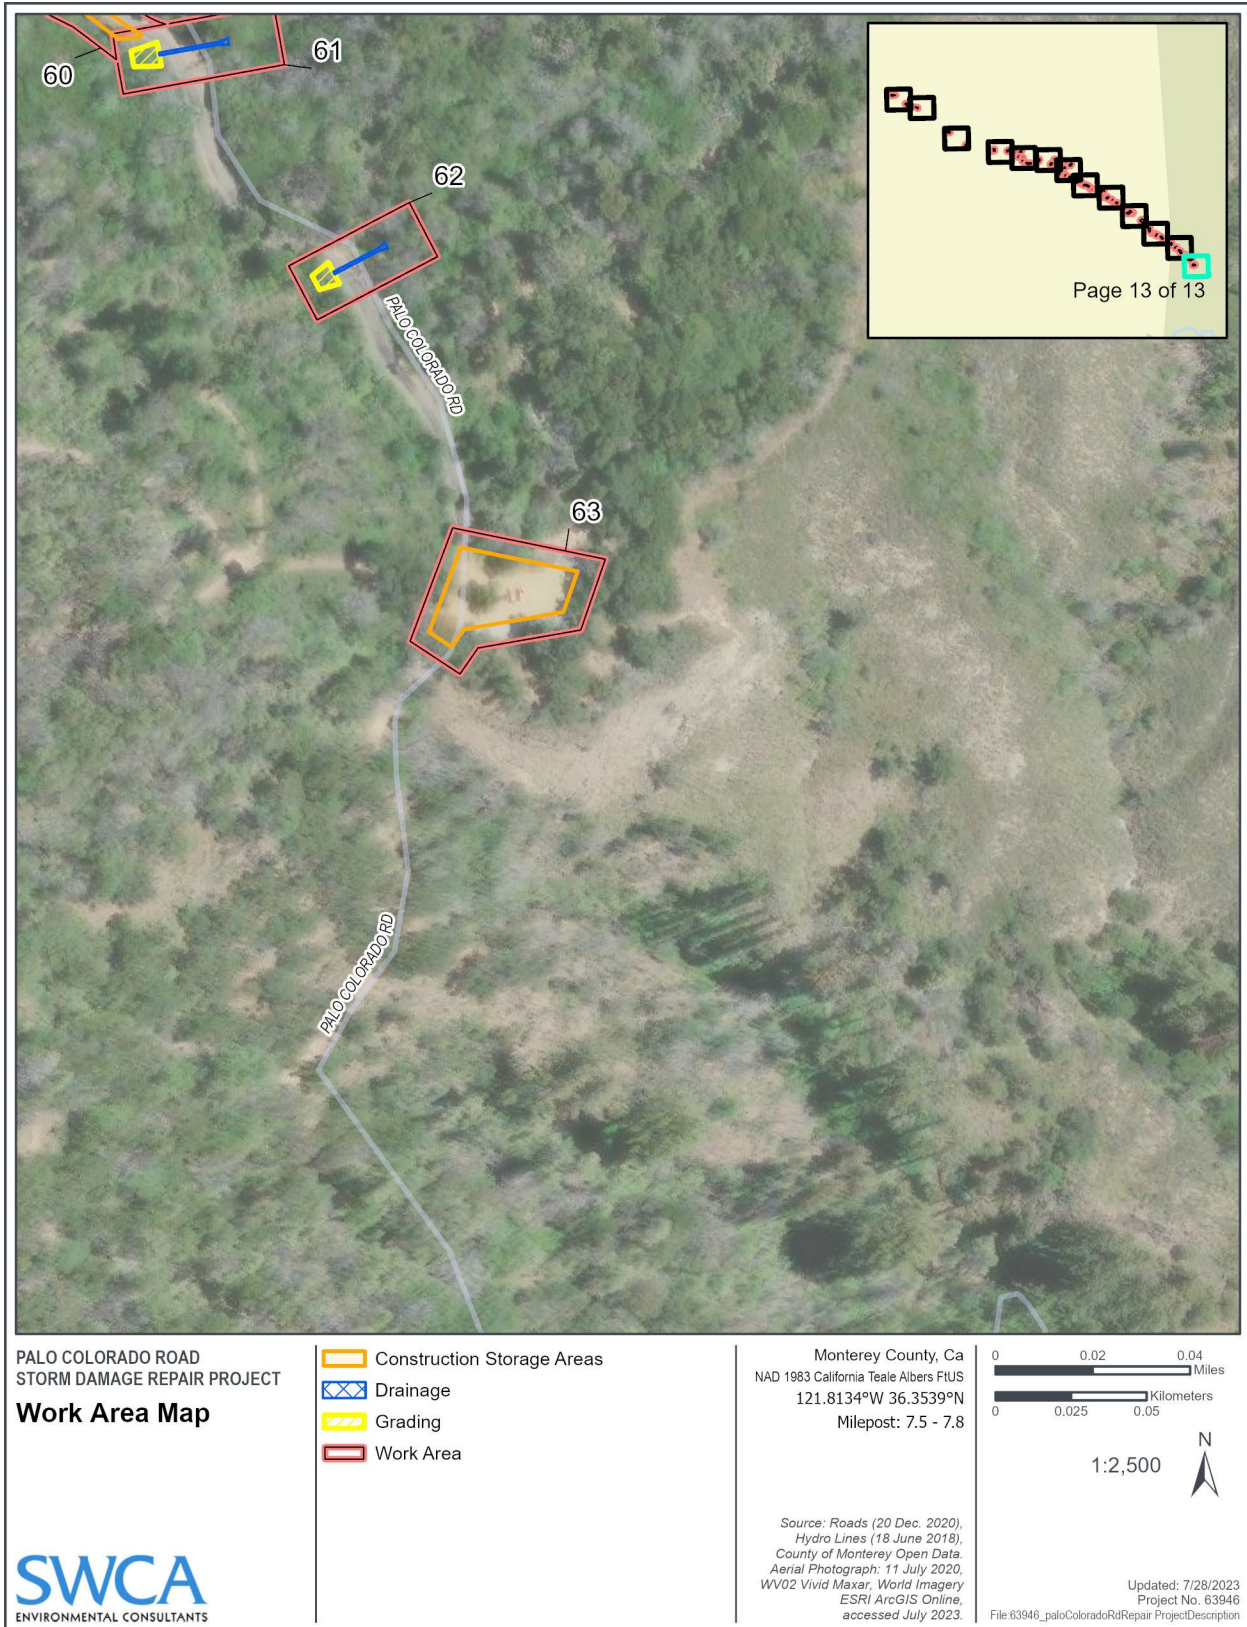 60
61
62
PALO COLORADO RD
63
PALO COLORADO RD
Page 13 of 13
PALO COLORADO ROAD
STORM DAMAGE REPAIR PROJECT
Work Area Map
SWCA
ENVIRONMENTAL CONSULTANTS
Construction Storage Areas
Drainage
Grading
Work Area
Monterey County, Ca
NAD 1983 California Teale Albers FtUS
121.8134°W 36.3539°N
Milepost: 7.5 - 7.8
Source: Roads (20 Dec. 2020),
Hydro Lines (18 June 2018),
County of Monterey Open Data.
Aerial Photograph: 11 July 2020,
WV02 Vivid Maxar, World Imagery
ESRI ArcGIS Online,
accessed July 2023.
0 0.02 0.04
Miles
Kilometers
0 0.025 0.05
N
1:2,500
Updated: 7/28/2023
Project No. 63946
File:63946_paloColoradoRdRepair ProjectDescription